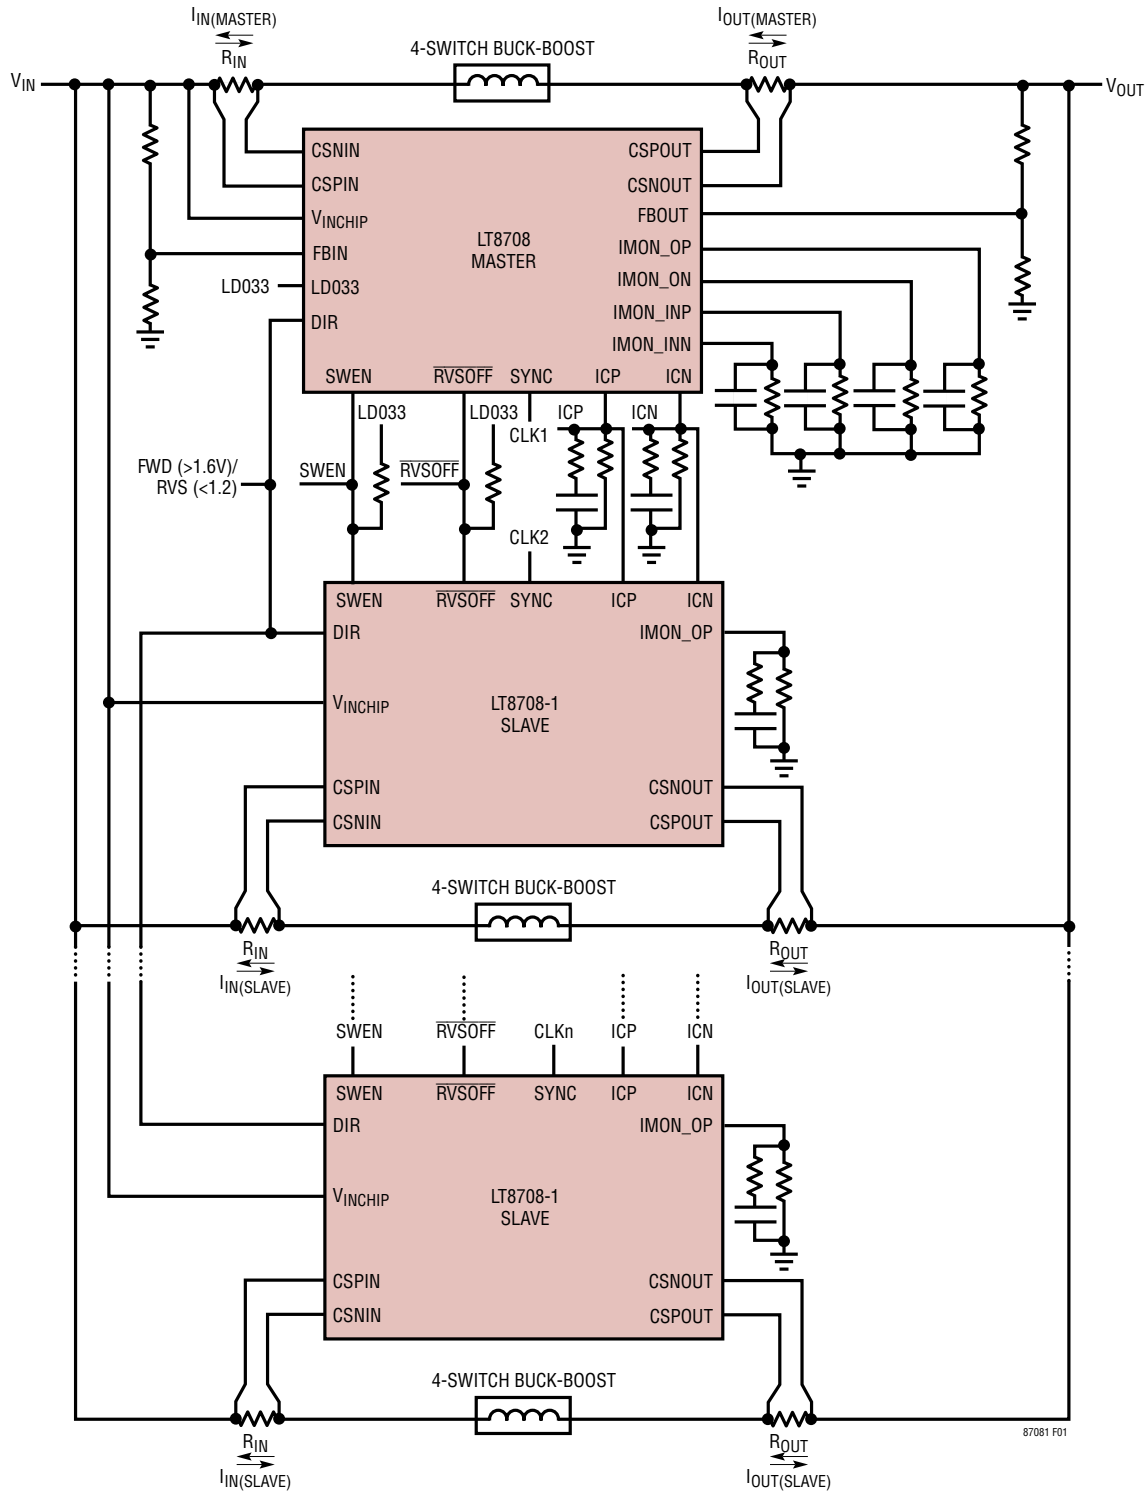 IIN(MASTER)
IOUT(MASTER)
RIN
4-SWITCH BUCK-BOOST
ROUT
VIN
VOUT
CSNIN
CSPOUT
CSPIN
CSNOUT
VINCHIP
FBOUT
LT8708
MASTER
FBIN
IMON_OP
LD033
LD033
IMON_ON
DIR
IMON_INP
IMON_INN
SWEN
RVSOFF
SYNC
ICP
ICN
LD033
LD033
CLK1
ICP
ICN
FWD (>1.6V)/
RVS (<1.2)
SWEN
RVSOFF
CLK2
SWEN
RVSOFF
SYNC
ICP
ICN
DIR
IMON_OP
VINCHIP
LT8708-1
SLAVE
CSPIN
CSNOUT
CSNIN
CSPOUT
4-SWITCH BUCK-BOOST
RIN
ROUT
IIN(SLAVE)
IOUT(SLAVE)
SWEN
RVSOFF
CLKn
ICP
ICN
SWEN
RVSOFF
SYNC
ICP
ICN
DIR
IMON_OP
VINCHIP
LT8708-1
SLAVE
CSPIN
CSNOUT
CSNIN
CSPOUT
4-SWITCH BUCK-BOOST
RIN
ROUT
IIN(SLAVE)
IOUT(SLAVE)
87081 F01